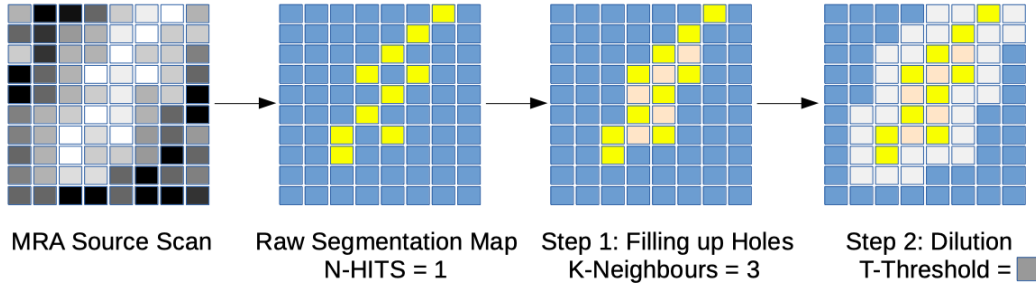 MRA Source Scan
Raw Segmentation Map
N-HITS = 1
Step 1: Filling up Holes
K-Neighbours = 3
Step 2: Dilution
T-Threshold =